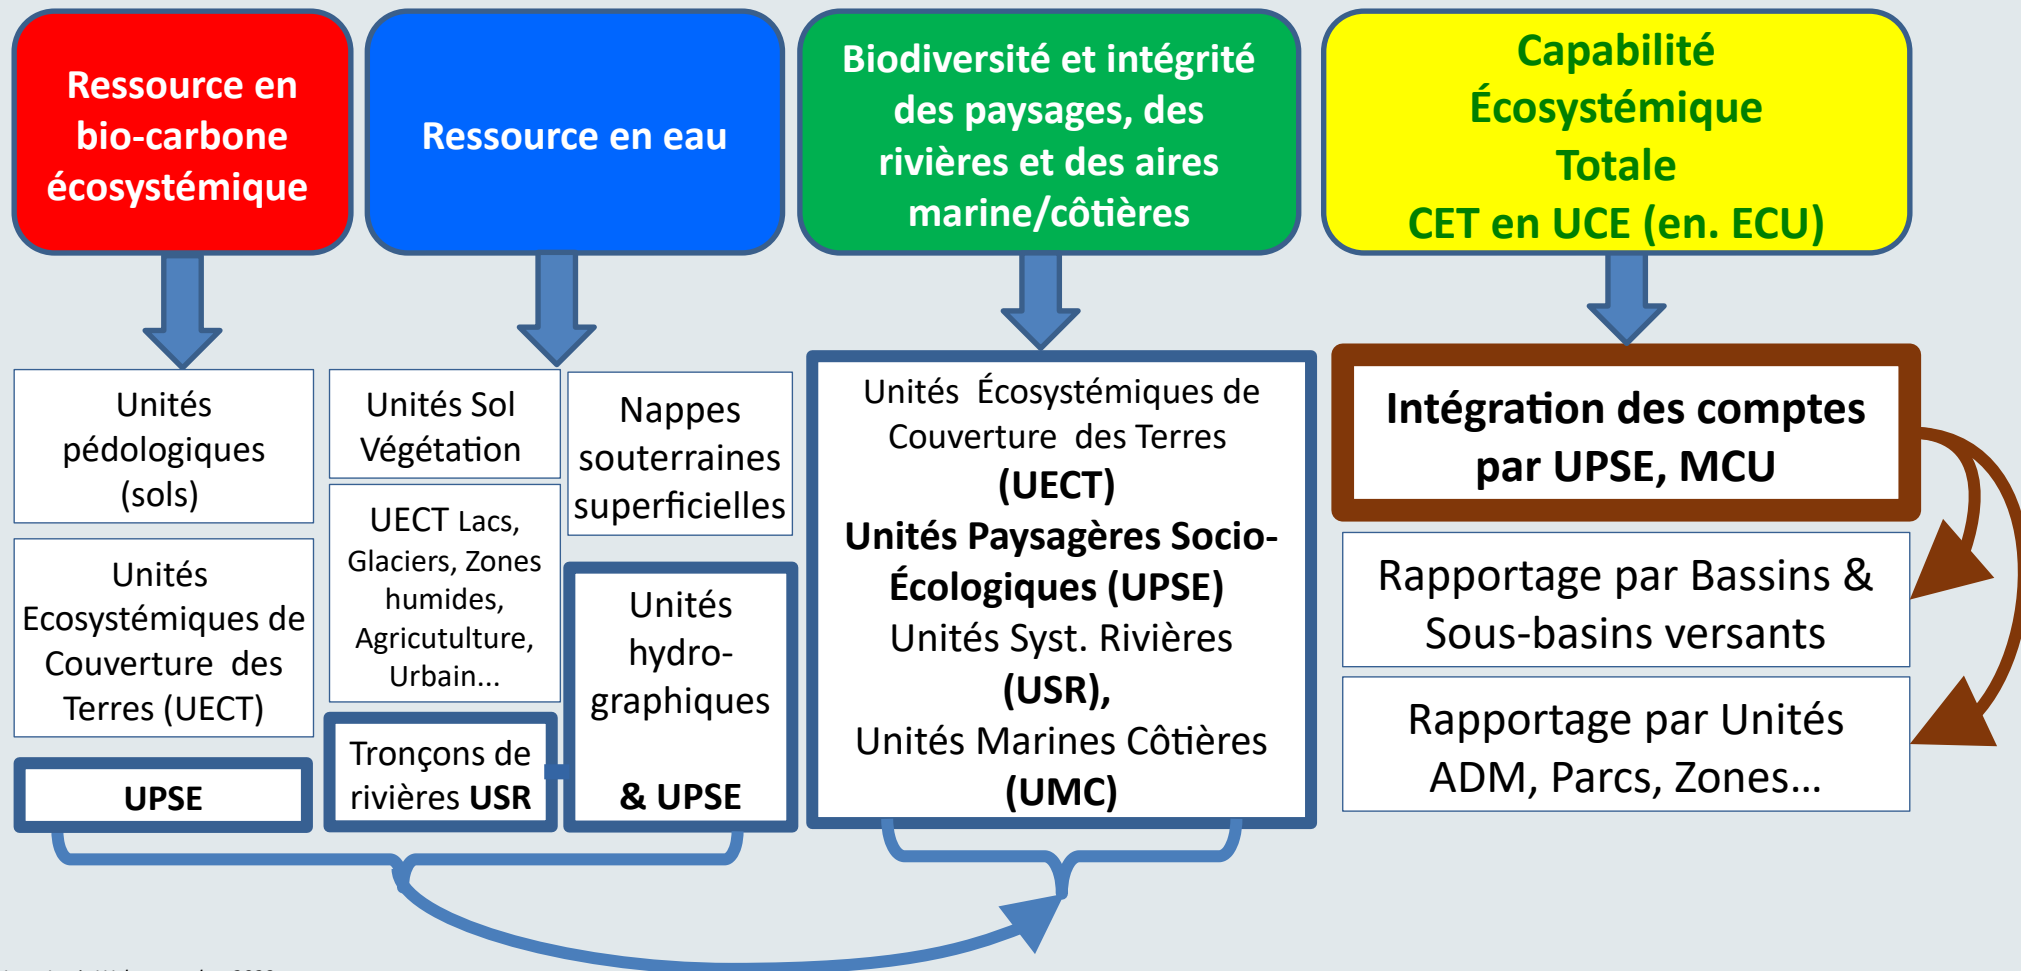 Ressource en
bio-carbone
écosystémique
Ressource en eau
Biodiversité et intégrité
des paysages, des
rivières et des aires
marine/côtières
Capabilité
Écosystémique
Totale
CET en UCE (en. ECU)
Unités
pédologiques
(sols)
Unités
Ecosystémiques de
Couverture des
Terres (UECT)
UPSE
Unités Sol
Végétation
UECT Lacs,
Glaciers, Zones
humides,
Agricutulture,
Urbain...
Tronçons de
rivières USR
Nappes
souterraines
superficielles
Unités
hydro-
graphiques
& UPSE
Unités Écosystémiques de
Couverture des Terres
(UECT)
Unités Paysagères Socio-
Écologiques (UPSE)
Unités Syst. Rivières
(USR),
Unités Marines Côtières
(UMC)
Intégration des comptes
par UPSE, MCU
Rapportage par Bassins &
Sous-basins versants
Rapportage par Unités
ADM, Parcs, Zones...